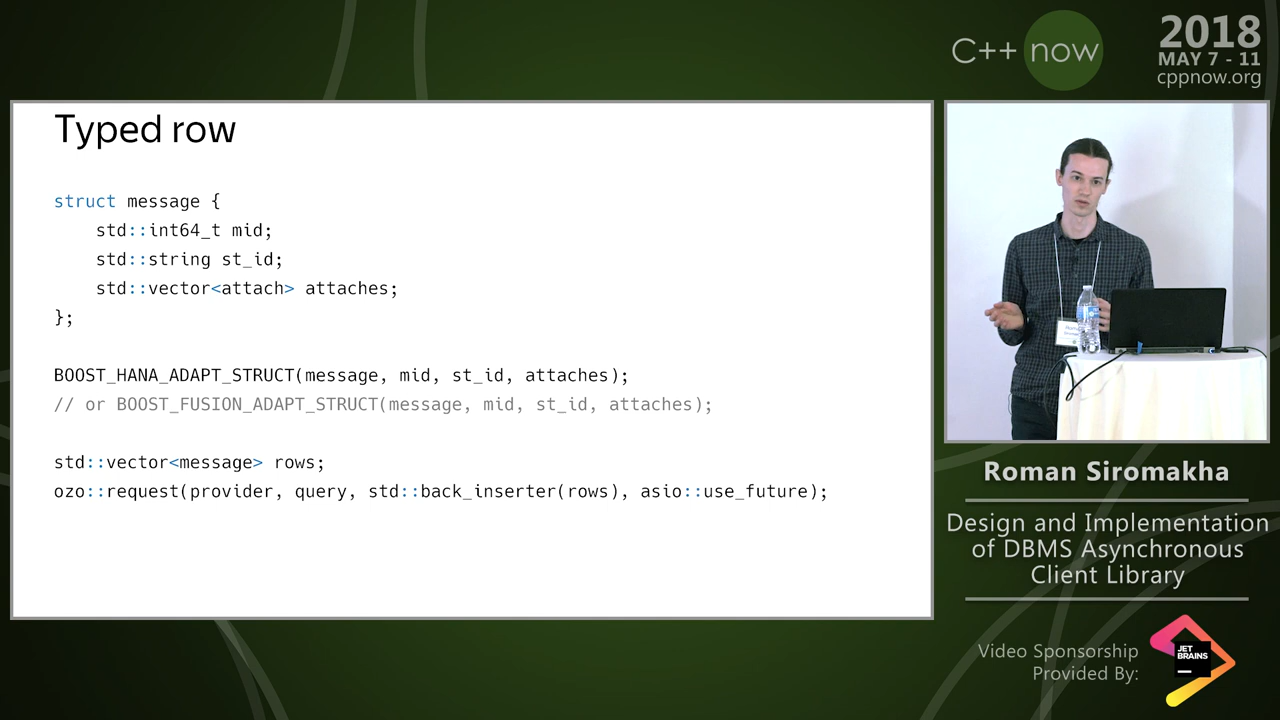 C++ now
2018
MAY 7 - 11
cppnow.org
Typed row
struct message {
    std::int64_t mid;
    std::string st_id;
    std::vector<attach> attaches;
};
BOOST_HANA_ADAPT_STRUCT(message, mid, st_id, attaches);
// or BOOST_FUSION_ADAPT_STRUCT(message, mid, st_id, attaches);
std::vector<message> rows;
ozo::request(provider, query, std::back_inserter(rows), asio::use_future);
Roman Siromakha
Design and Implementation
of DBMS Asynchronous
Client Library
Video Sponsorship
Provided By:
JET
BRAINS